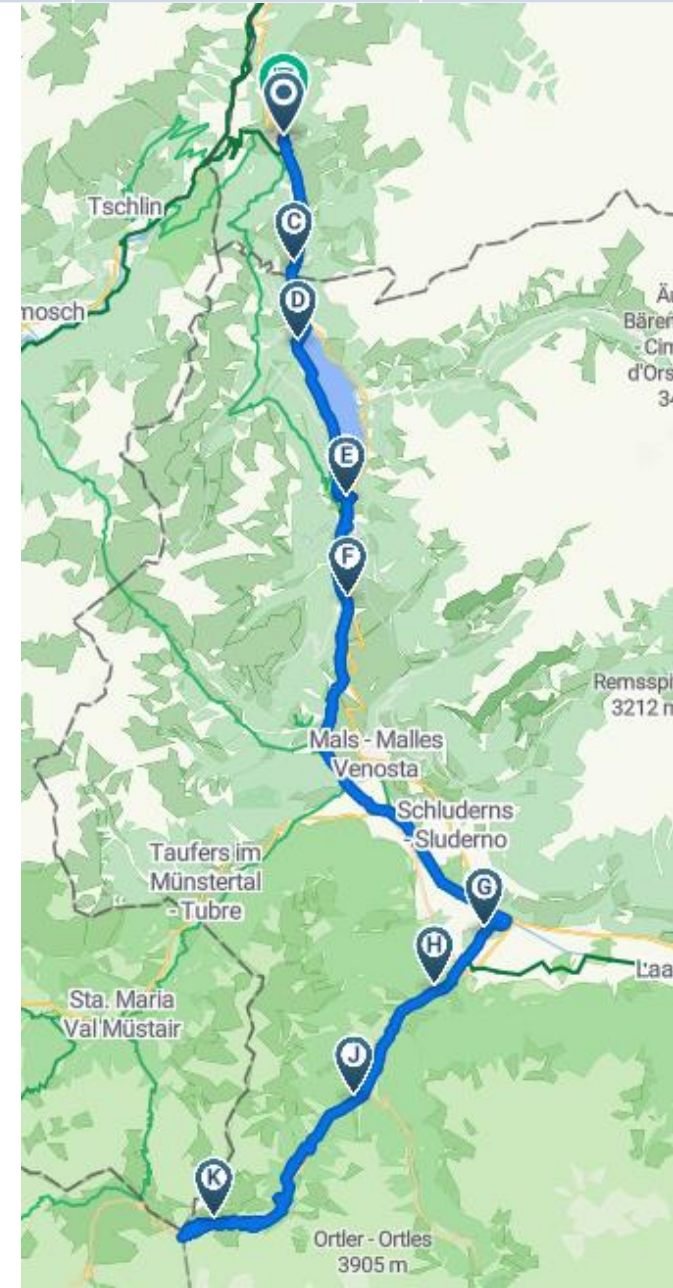 Tschlin
C
D
mosch
Ä
Bären
- Cim
d'Ors
34
E
F
Remsspi
3212 m
Mals - Malles
Venosta
Schluderns
- Sluderno
Taufers im
Münstertal
- Tubre
G
H
Laa
Sta. Maria
Val Müstair
J
K
Ortler - Ortles
3905 m